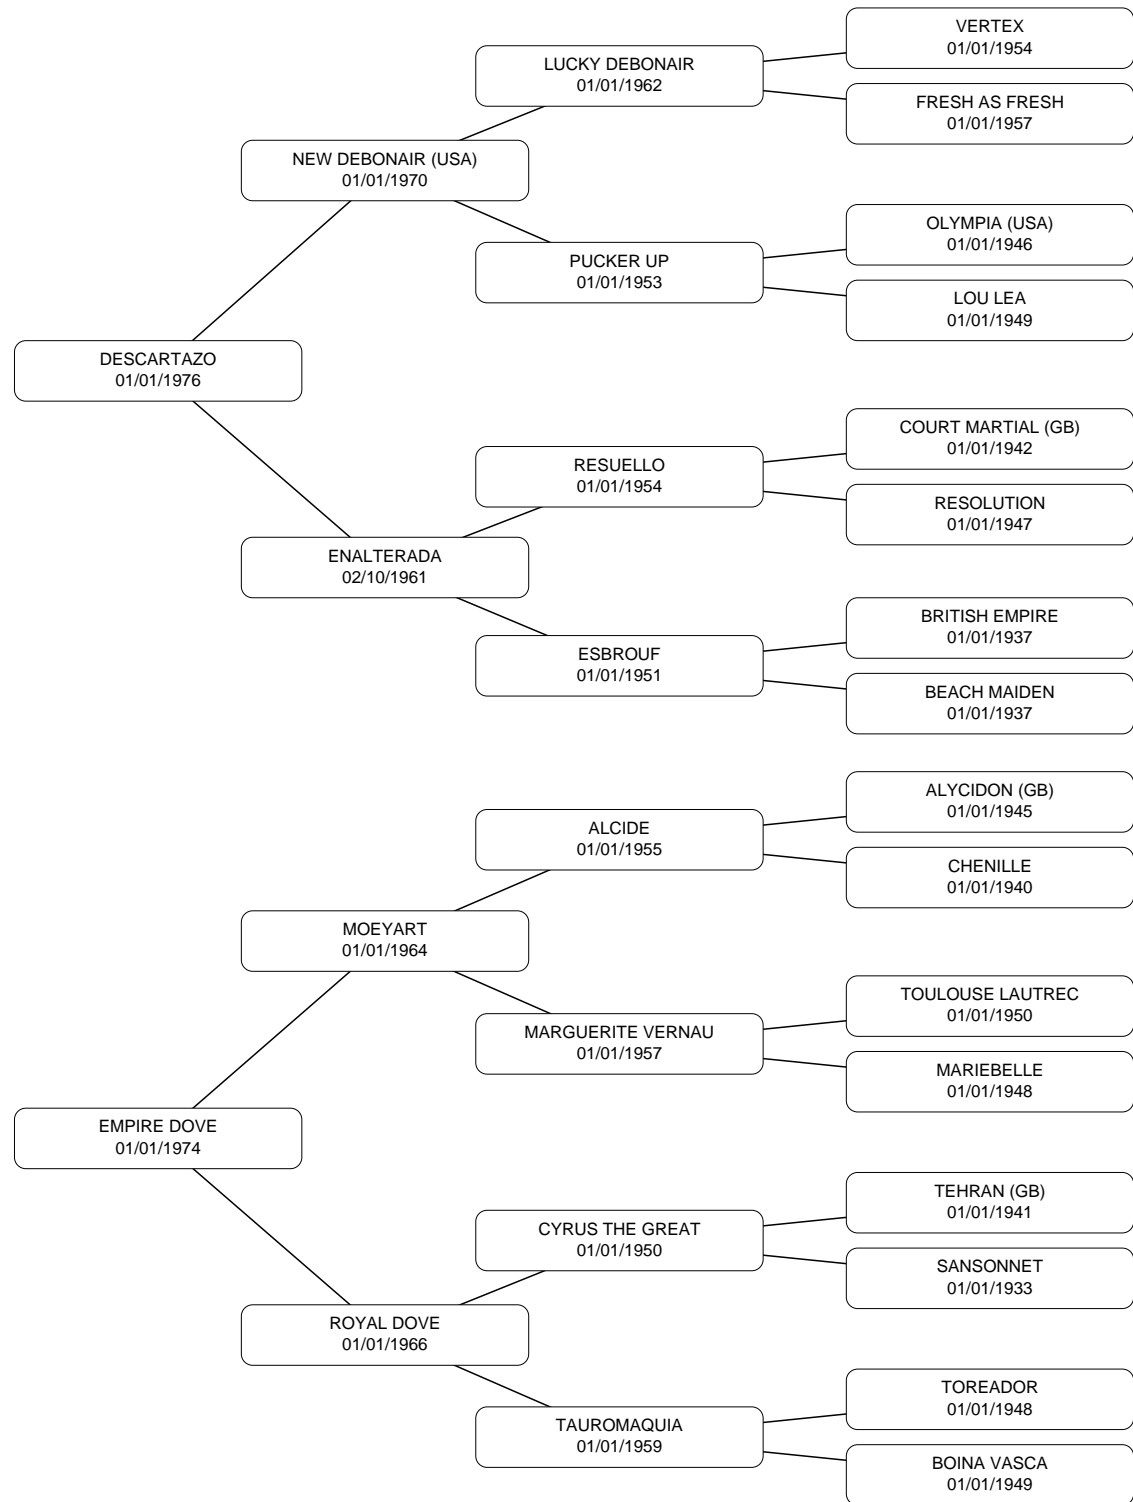 VERTEX
01/01/1954
LUCKY DEBONAIR
01/01/1962
FRESH AS FRESH
01/01/1957
NEW DEBONAIR (USA)
01/01/1970
OLYMPIA (USA)
01/01/1946
PUCKER UP
01/01/1953
LOU LEA
01/01/1949
DESCARTAZO
01/01/1976
COURT MARTIAL (GB)
01/01/1942
RESUELLO
01/01/1954
RESOLUTION
01/01/1947
ENALTERADA
02/10/1961
BRITISH EMPIRE
01/01/1937
ESBROUF
01/01/1951
BEACH MAIDEN
01/01/1937
ALYCIDON (GB)
01/01/1945
ALCIDE
01/01/1955
CHENILLE
01/01/1940
MOEYART
01/01/1964
TOULOUSE LAUTREC
01/01/1950
MARGUERITE VERNAU
01/01/1957
MARIEBELLE
01/01/1948
EMPIRE DOVE
01/01/1974
TEHRAN (GB)
01/01/1941
CYRUS THE GREAT
01/01/1950
SANSONNET
01/01/1933
ROYAL DOVE
01/01/1966
TOREADOR
01/01/1948
TAUROMAQUIA
01/01/1959
BOINA VASCA
01/01/1949